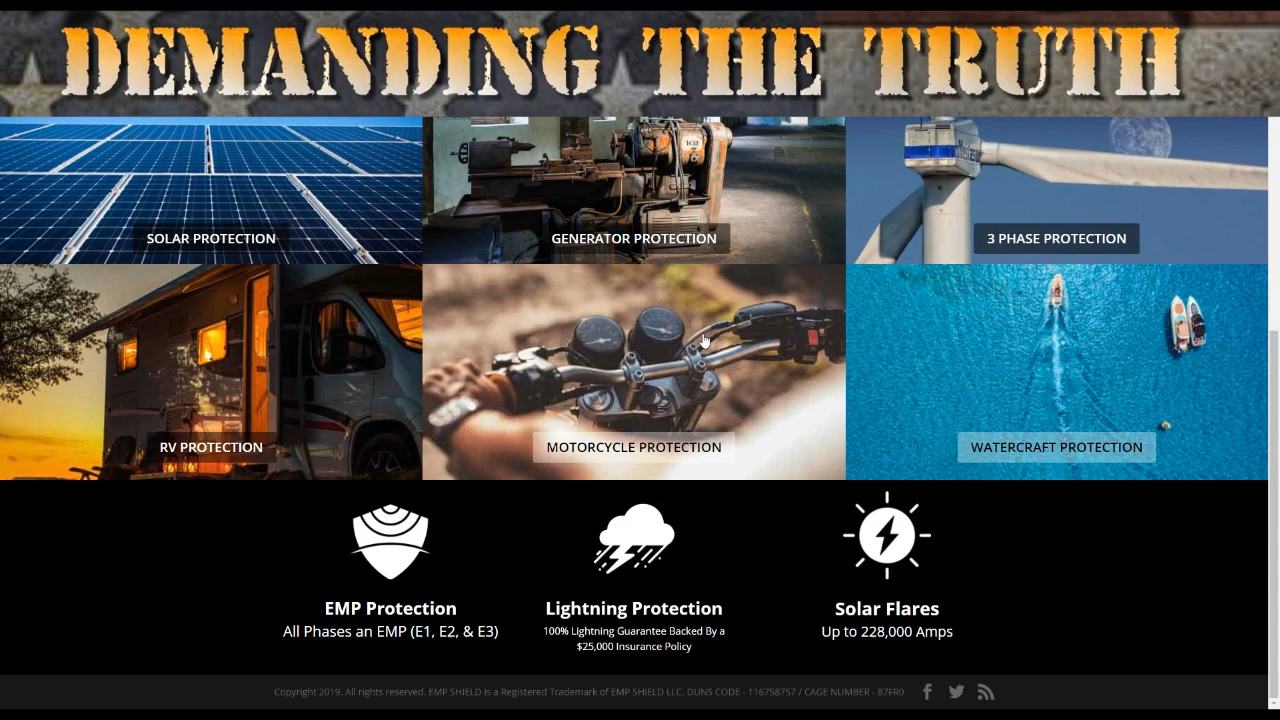 DEMANDING THE TRUTH
SOLAR PROTECTION
GENERATOR PROTECTION
3 PHASE PROTECTION
RV PROTECTION
MOTORCYCLE PROTECTION
WATERCRAFT PROTECTION
EMP Protection
All Phases an EMP (E1, E2, & E3)
Lightning Protection
100% Lightning Guarantee Backed By a
$25,000 Insurance Policy
Solar Flares
Up to 228,000 Amps
Copyright 2019. All rights reserved. EMP SHIELD is a Registered Trademark of EMP SHIELD LLC. DUNS CODE - 116758757 / CAGE NUMBER - 87FR0